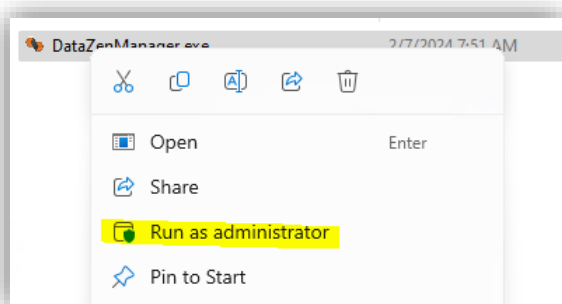 DataZenManager.exe 2/7/2024 7:51 AM
Open Enter
Share
Run as administrator
Pin to Start